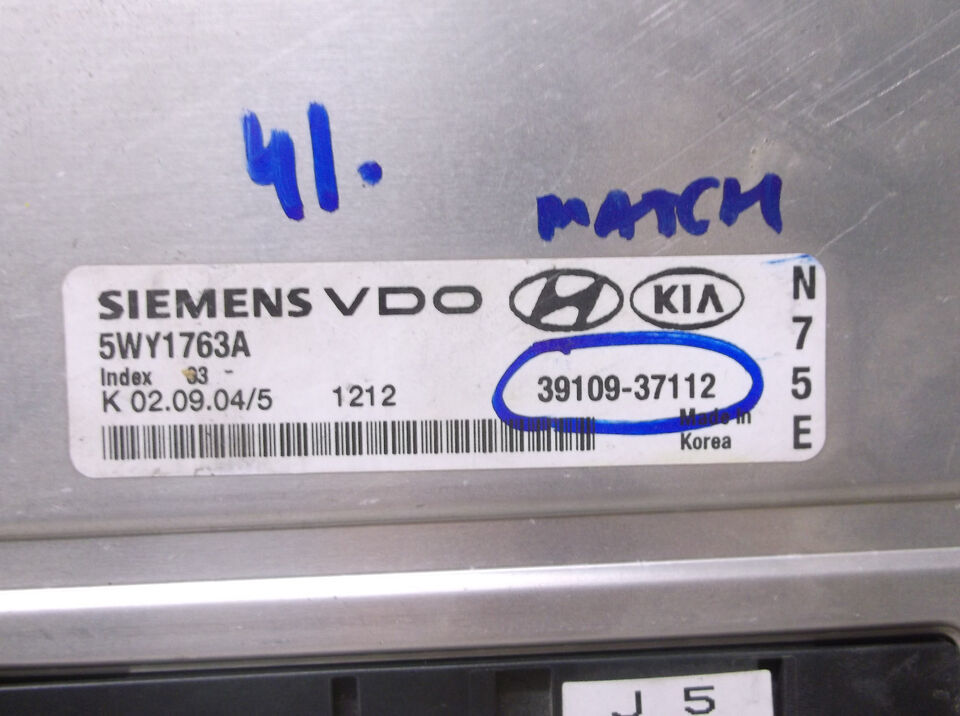 41.
MATCH
SIEMENS VDO H KIA
5WY1763A
Index 03 -
K 02.09.04/5 1212
39109-37112
Made in
Korea
N
7
5
E
J 5